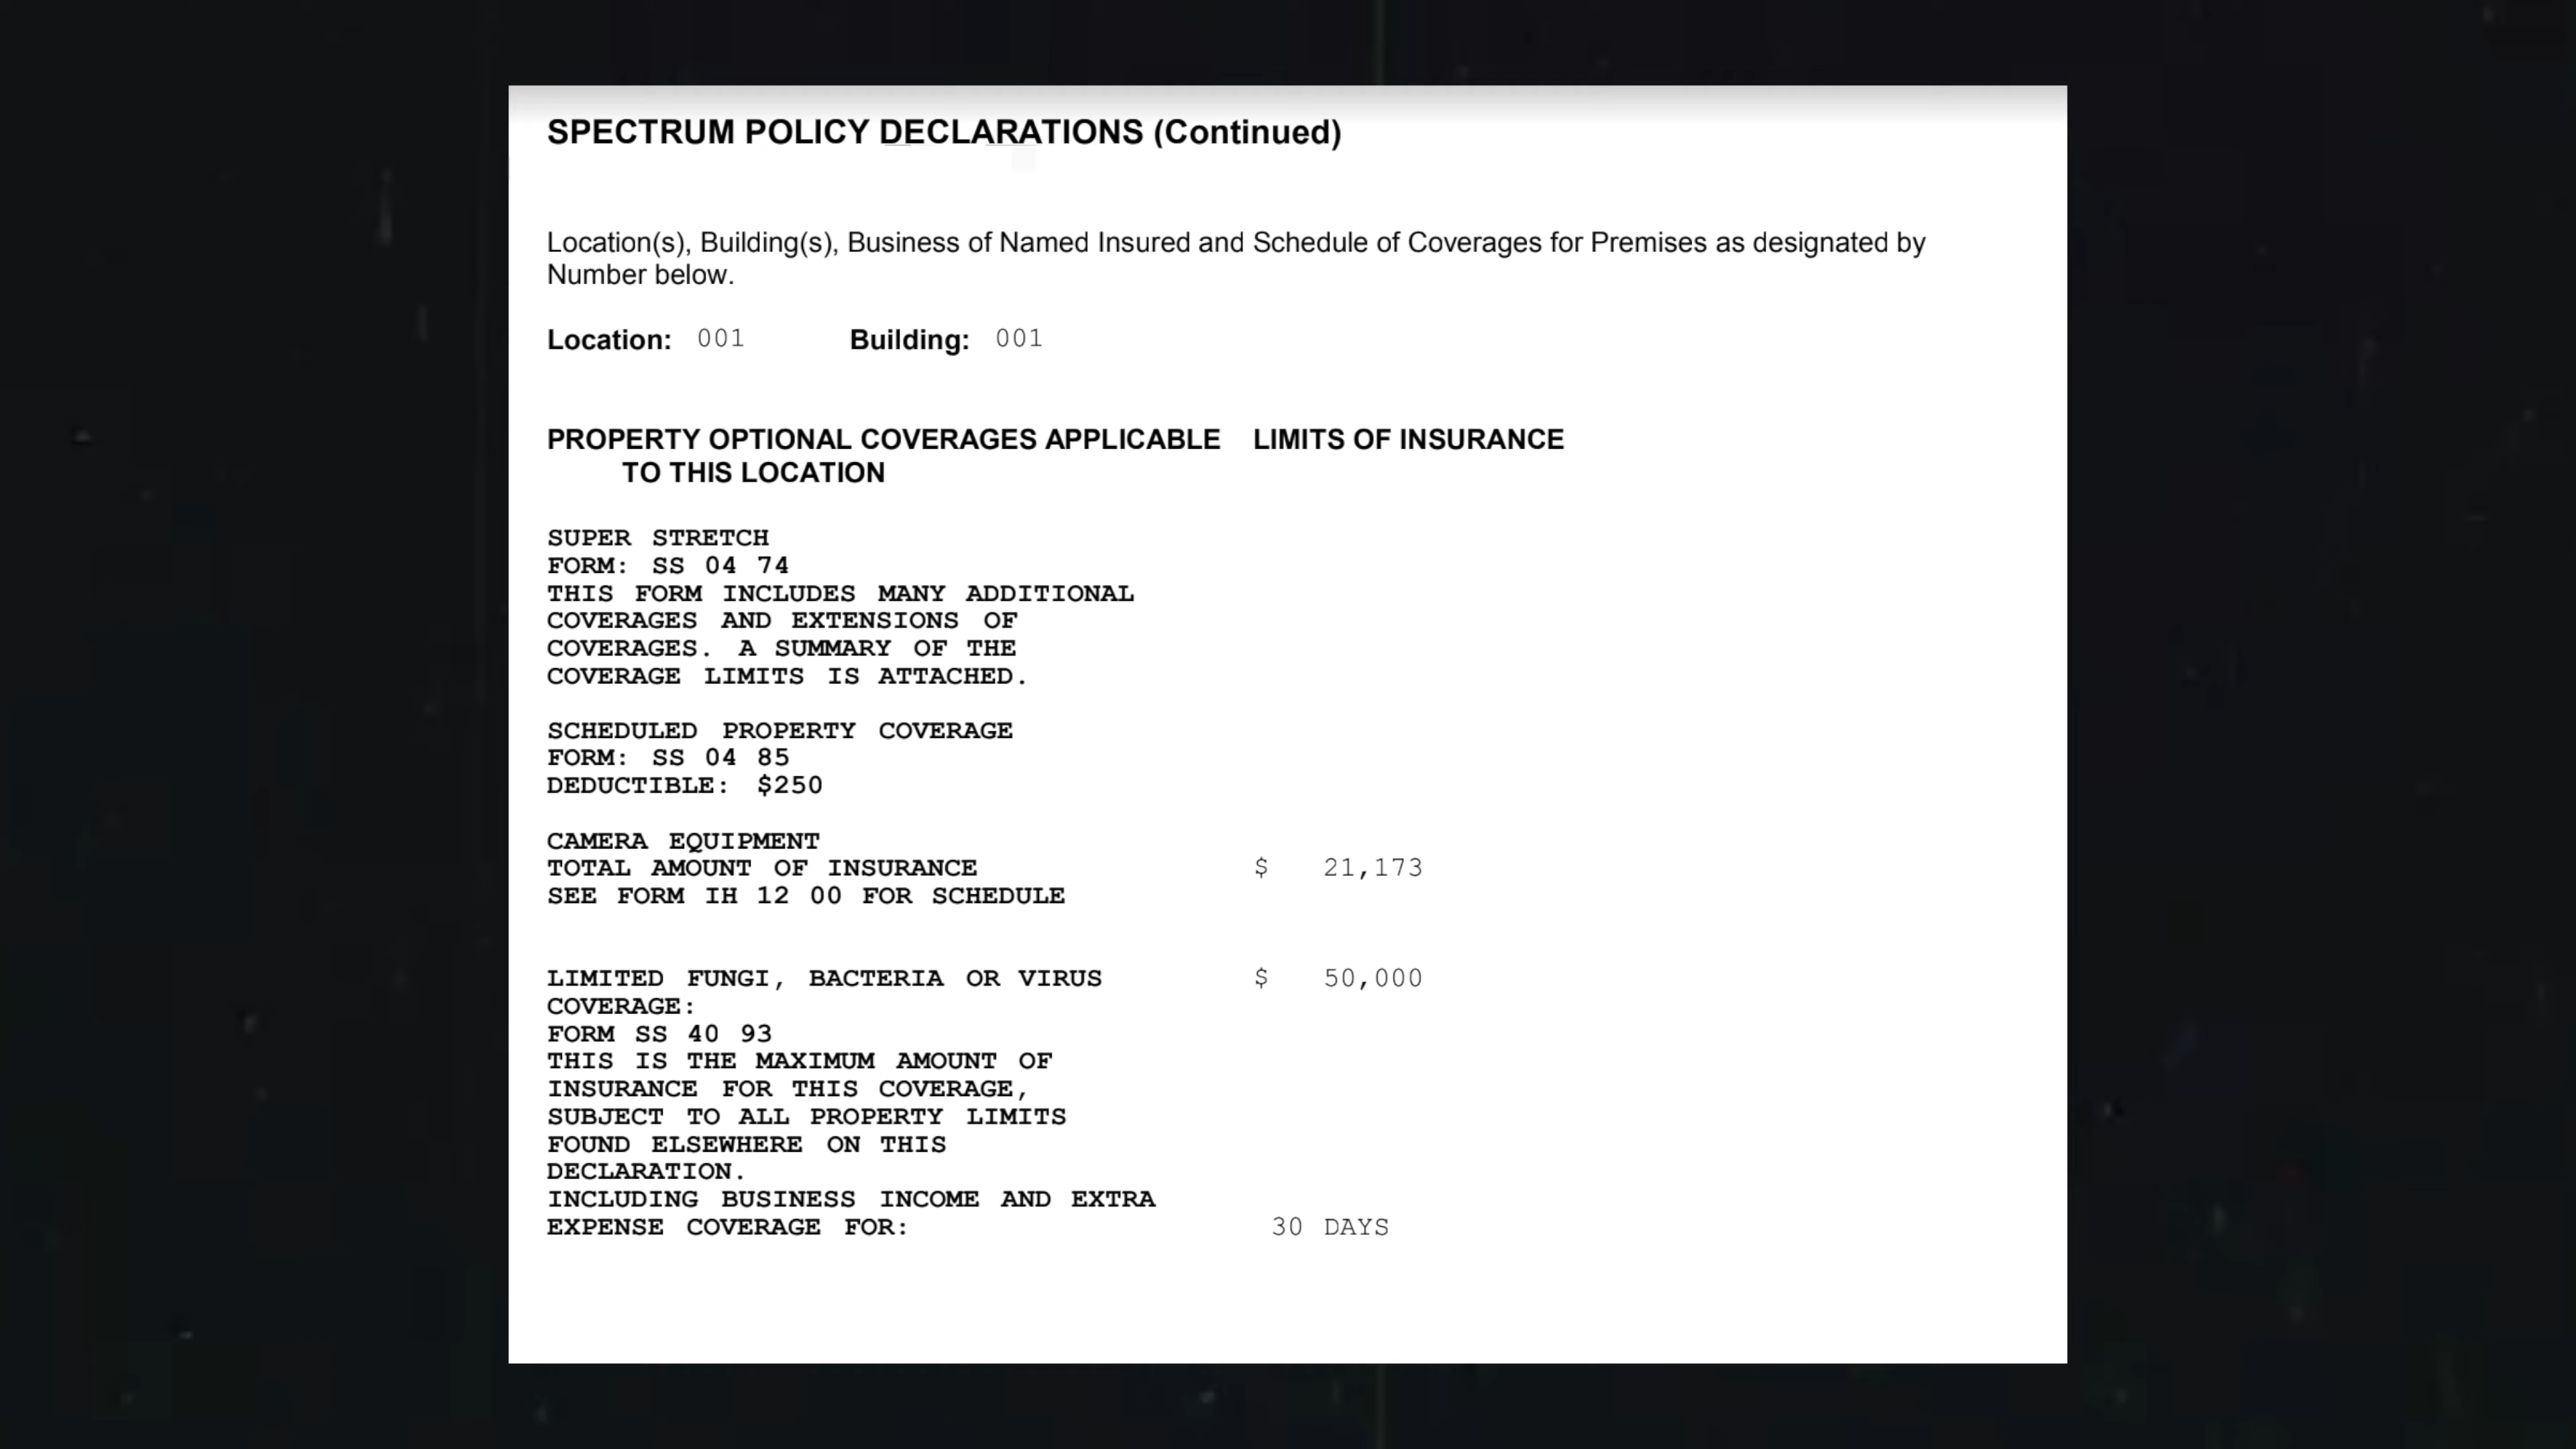 SPECTRUM POLICY DECLARATIONS (Continued)
Location(s), Building(s), Business of Named Insured and Schedule of Coverages for Premises as designated by
Number below.
Location: 001 Building: 001
PROPERTY OPTIONAL COVERAGES APPLICABLE LIMITS OF INSURANCE
TO THIS LOCATION
SUPER STRETCH
FORM: SS 04 74
THIS FORM INCLUDES MANY ADDITIONAL
COVERAGES AND EXTENSIONS OF
COVERAGES. A SUMMARY OF THE
COVERAGE LIMITS IS ATTACHED.
SCHEDULED PROPERTY COVERAGE
FORM: SS 04 85
DEDUCTIBLE: $250
CAMERA EQUIPMENT
TOTAL AMOUNT OF INSURANCE $ 21,173
SEE FORM IH 12 00 FOR SCHEDULE
LIMITED FUNGI, BACTERIA OR VIRUS $ 50,000
COVERAGE:
FORM SS 40 93
THIS IS THE MAXIMUM AMOUNT OF
INSURANCE FOR THIS COVERAGE,
SUBJECT TO ALL PROPERTY LIMITS
FOUND ELSEWHERE ON THIS
DECLARATION.
INCLUDING BUSINESS INCOME AND EXTRA
EXPENSE COVERAGE FOR: 30 DAYS